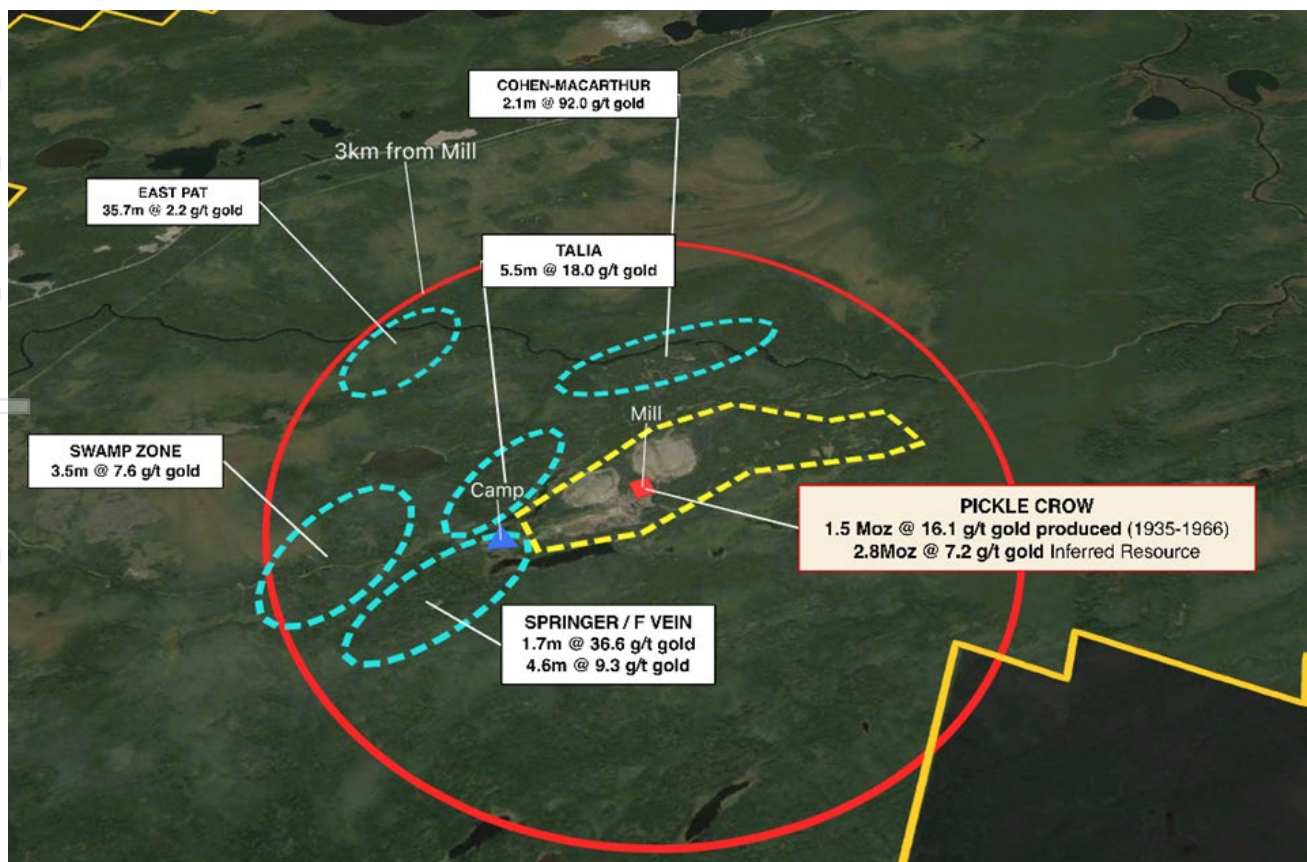 COHEN-MACARTHUR
2.1m @ 92.0 g/t gold
3km from Mill
EAST PAT
35.7m @ 2.2 g/t gold
TALIA
5.5m @ 18.0 g/t gold
Mill
SWAMP ZONE
3.5m @ 7.6 g/t gold
Camp
PICKLE CROW
1.5 Moz @ 16.1 g/t gold produced (1935-1966)
2.8Moz @ 7.2 g/t gold Inferred Resource
SPRINGER / F VEIN
1.7m @ 36.6 g/t gold
4.6m @ 9.3 g/t gold